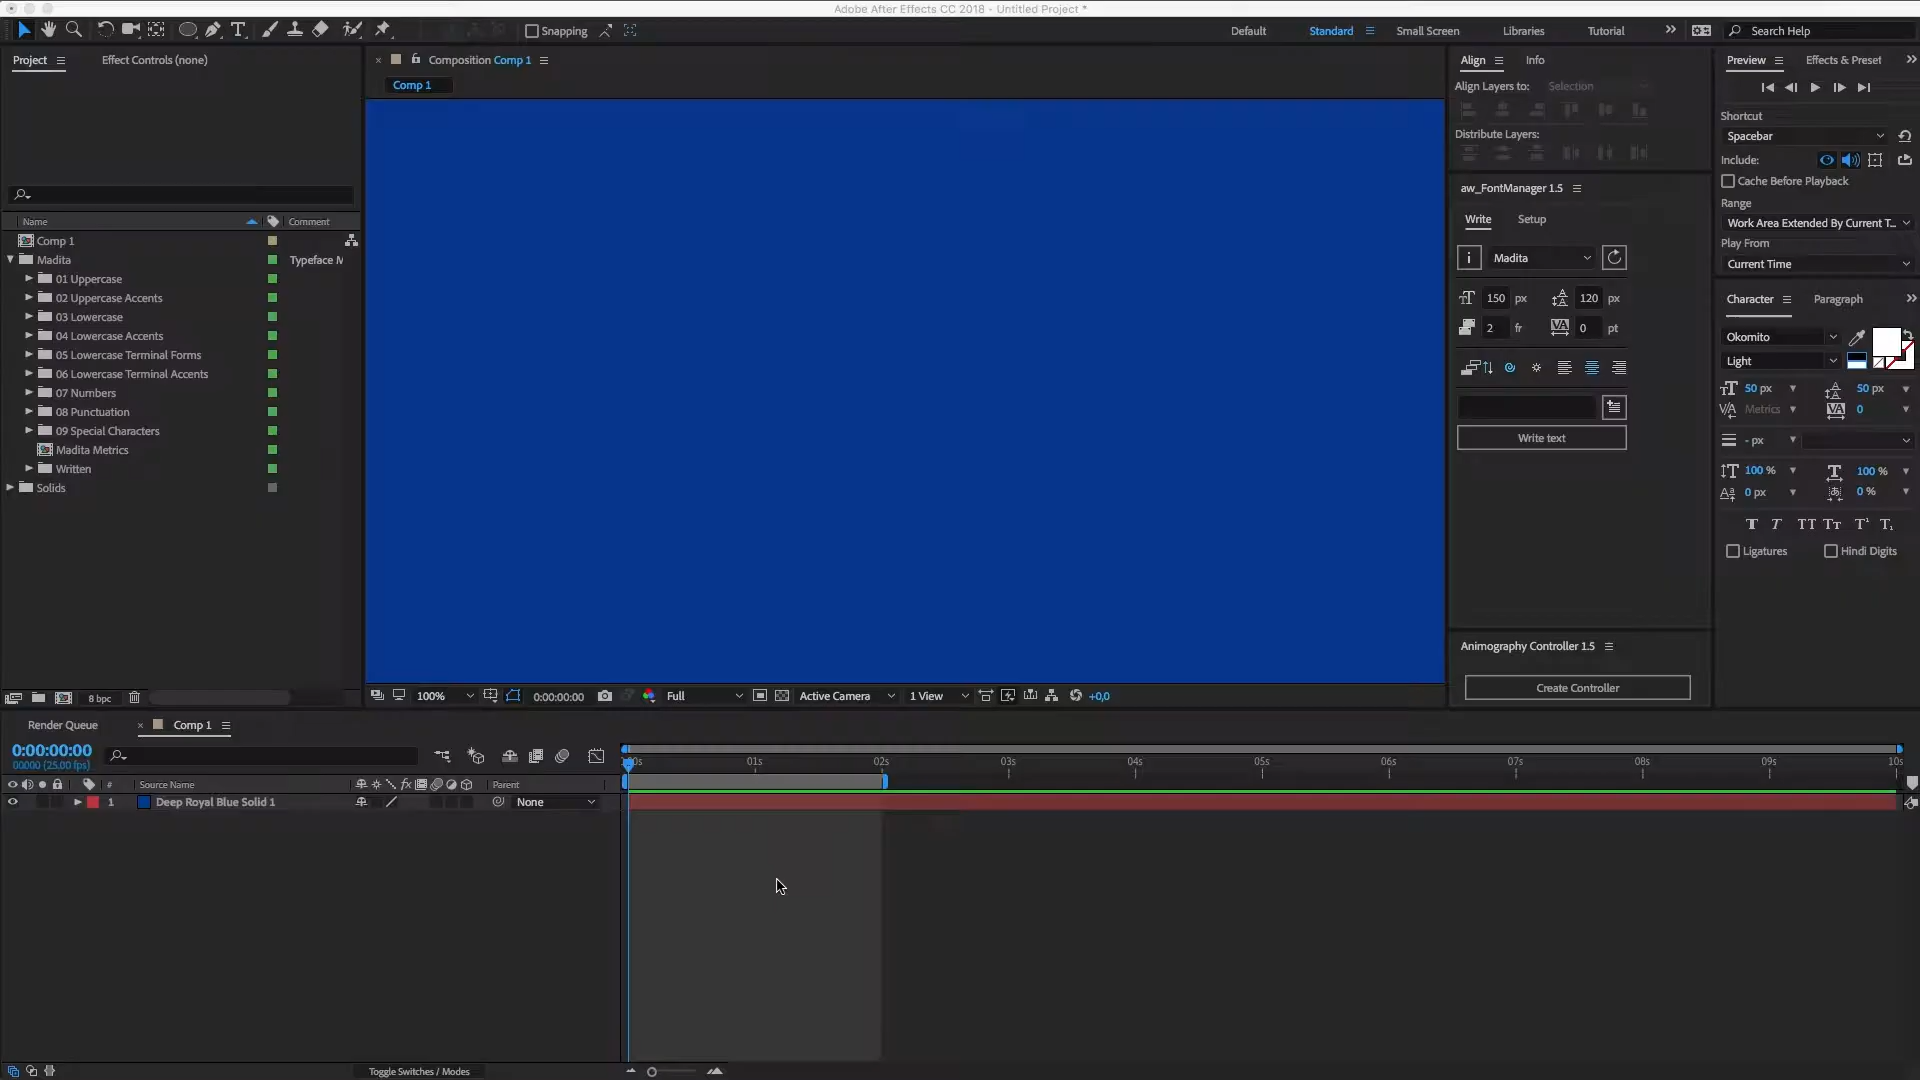 Adobe After Effects CC 2018 - Untitled Project *
Snapping
Default
Standard
Small Screen
Libraries
Tutorial
Search Help
Project
Effect Controls (none)
Composition Comp 1
Comp 1
Name
Comment
Comp 1
Madita
Typeface M
01 Uppercase
02 Uppercase Accents
03 Lowercase
04 Lowercase Accents
05 Lowercase Terminal Forms
06 Lowercase Terminal Accents
07 Numbers
08 Punctuation
09 Special Characters
Madita Metrics
Written
Solids
8 bpc
100%
0:00:00:00
Full
Active Camera
1 View
+0,0
Align
Info
Align Layers to:
Selection
Distribute Layers:
aw_FontManager 1.5
Write
Setup
i
Madita
150 px
120 px
2 fr
0 pt
Write text
Animography Controller 1.5
Create Controller
Preview
Effects & Preset
Shortcut
Spacebar
Include:
Cache Before Playback
Range
Work Area Extended By Current T...
Play From
Current Time
Character
Paragraph
Okomito
Light
50 px
50 px
Metrics
0
- px
100 %
100 %
0 px
0 %
Ligatures
Hindi Digits
Render Queue
Comp 1
0:00:00:00
00000 (25.00 fps)
#
Source Name
Parent
1
Deep Royal Blue Solid 1
None
01s
02s
03s
04s
05s
06s
07s
08s
09s
10s
Toggle Switches / Modes